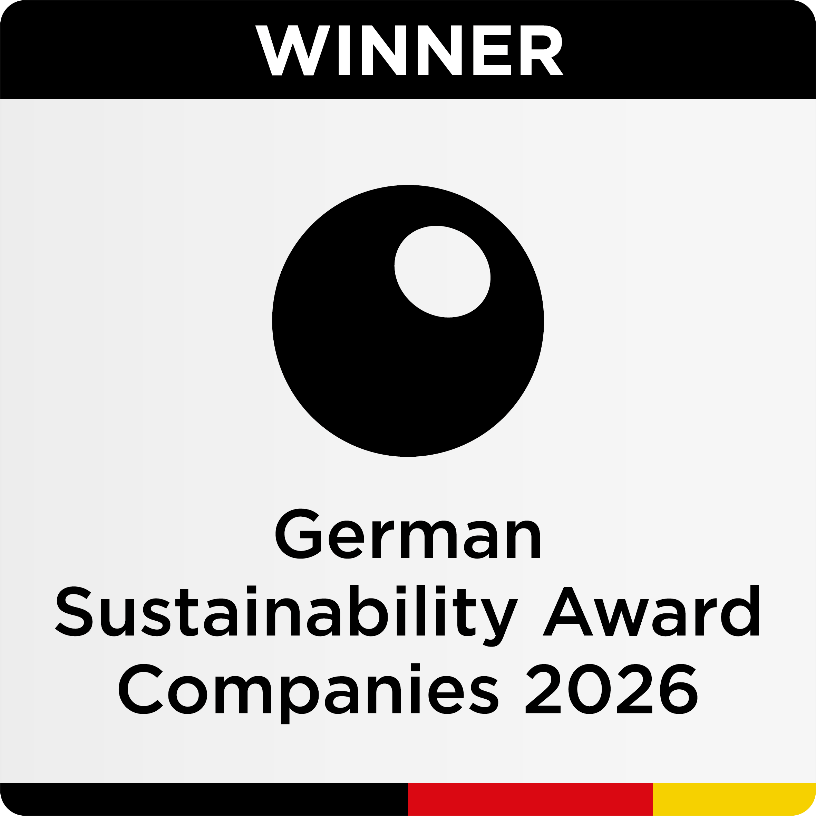 WINNER
German
Sustainability Award
Companies 2026